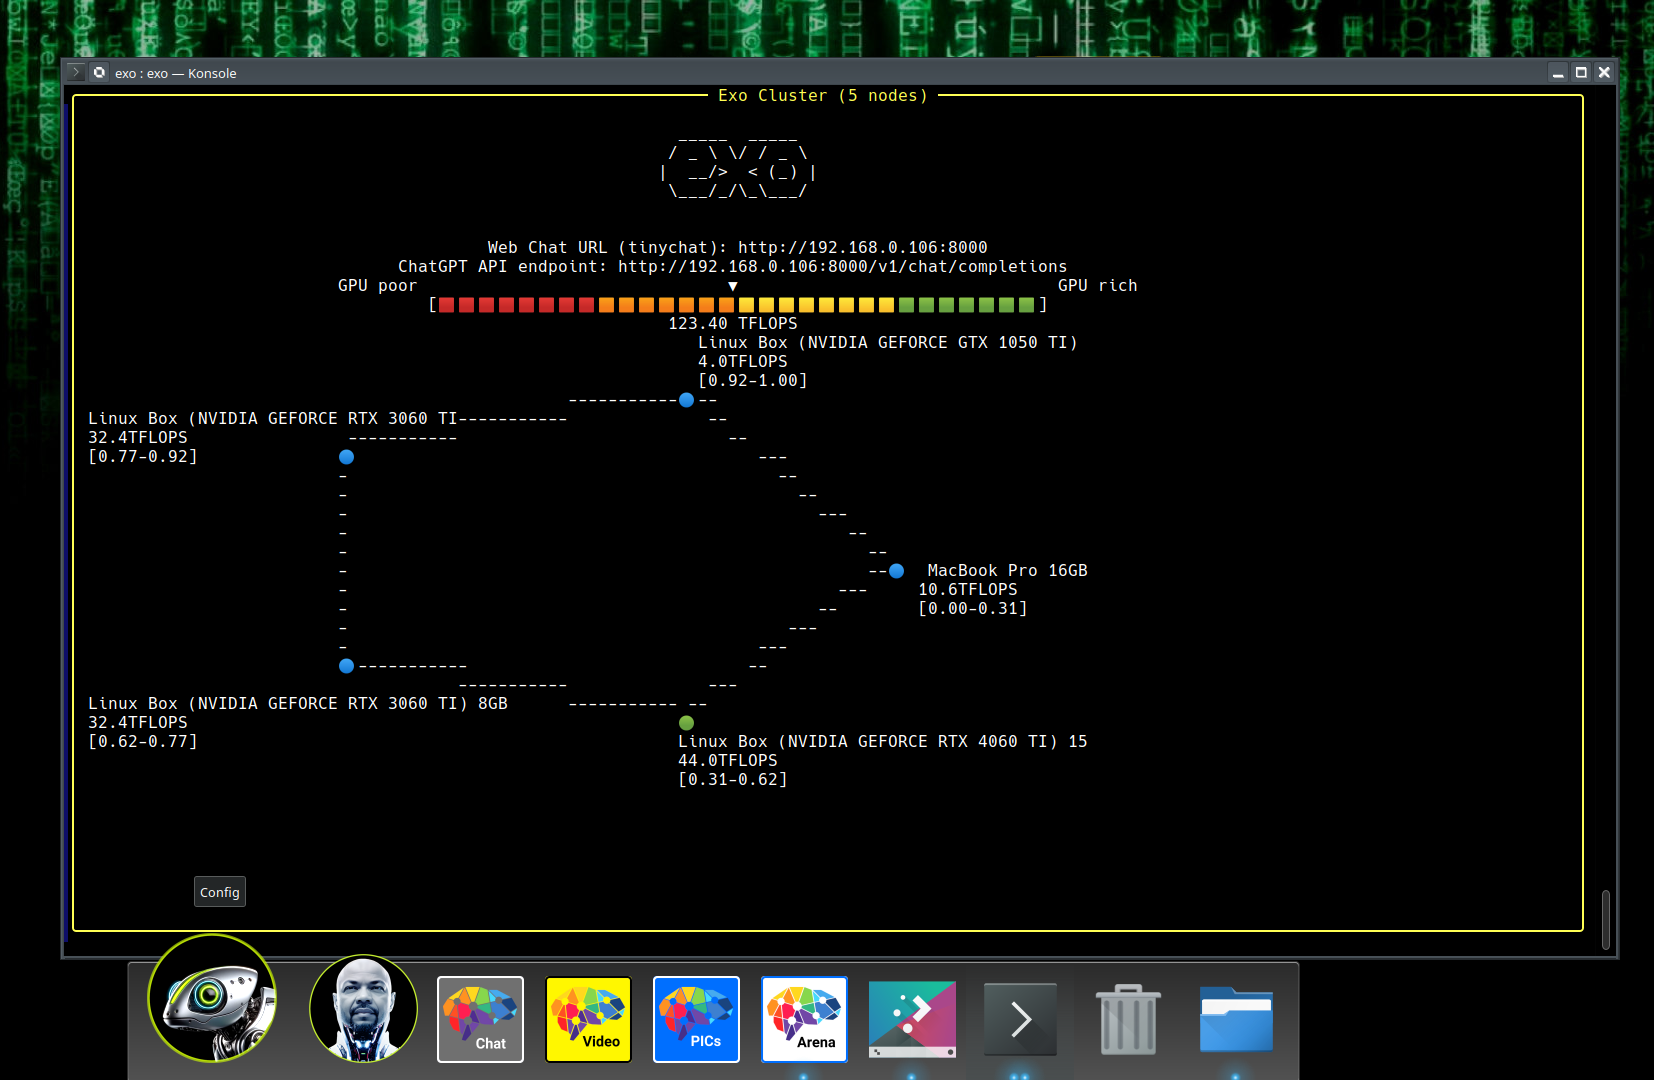 exo : exo — Konsole
Exo Cluster (5 nodes)
exo
Web Chat URL (tinychat): http://192.168.0.106:8000
ChatGPT API endpoint: http://192.168.0.106:8000/v1/chat/completions
GPU poor ▼ GPU rich
[ ]
123.40 TFLOPS
Linux Box (NVIDIA GEFORCE GTX 1050 TI)
4.0TFLOPS
[0.92-1.00]
Linux Box (NVIDIA GEFORCE RTX 3060 TI
32.4TFLOPS
[0.77-0.92]
MacBook Pro 16GB
10.6TFLOPS
[0.00-0.31]
Linux Box (NVIDIA GEFORCE RTX 3060 TI) 8GB
32.4TFLOPS
[0.62-0.77]
Linux Box (NVIDIA GEFORCE RTX 4060 TI) 15
44.0TFLOPS
[0.31-0.62]
Config
Chat
Video
PICs
Arena